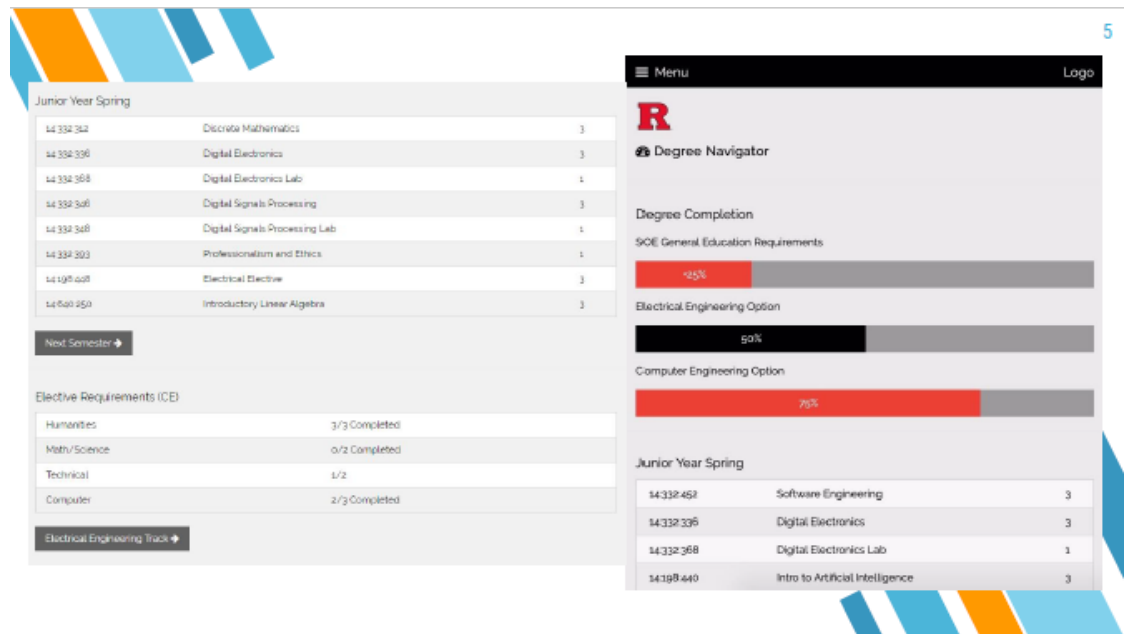 5
Junior Year Spring
14:332:312 Discrete Mathematics 3
14:332:336 Digital Electronics 3
14:332:368 Digital Electronics Lab 1
14:332:346 Digital Signals Processing 3
14:332:348 Digital Signals Processing Lab 1
14:332:393 Professionalism and Ethics 1
14:198:448 Electrical Elective 3
14:640:250 Introductory Linear Algebra 3
Next Semester
Elective Requirements (CE)
Humanities 3/3 Completed
Math/Science 0/2 Completed
Technical 1/2
Computer 2/3 Completed
Electrical Engineering Track
Menu Logo
R
Degree Navigator
Degree Completion
SOE General Education Requirements
+25%
Electrical Engineering Option
50%
Computer Engineering Option
75%
Junior Year Spring
14:332:452 Software Engineering 3
14:332:336 Digital Electronics 3
14:332:368 Digital Electronics Lab 1
14:198:440 Intro to Artificial Intelligence 3